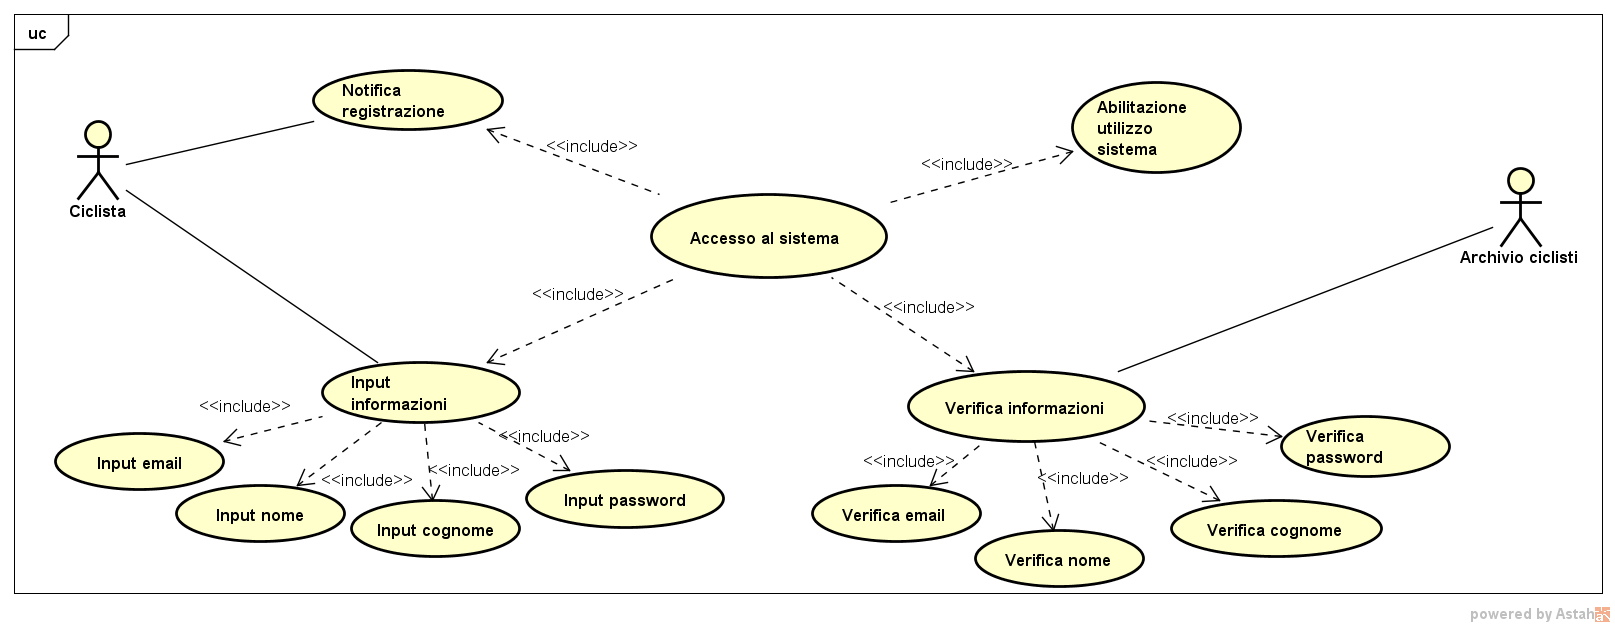 uc
Notifica
registrazione
Abilitazione
utilizzo
sistema
<<include>>
<<include>>
Ciclista
Accesso al sistema
Archivio ciclisti
<<include>>
<<include>>
Input
informazioni
Verifica informazioni
<<include>>
<<include>>
<<include>>
<<include>>
<<include>>
<<include>>
<<include>>
<<include>>
Input email
Input nome
Input cognome
Input password
Verifica email
Verifica nome
Verifica cognome
Verifica
password
powered by Astah